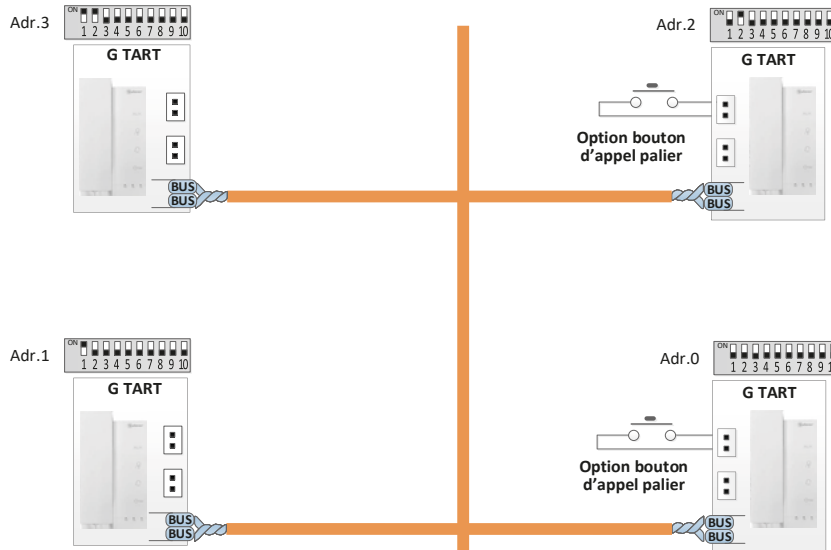 Adr.3
ON
1 2 3 4 5 6 7 8 9 10
G TART
BUS
BUS
Adr.2
ON
1 2 3 4 5 6 7 8 9 10
G TART
Option bouton
d'appel palier
BUS
BUS
Adr.1
ON
1 2 3 4 5 6 7 8 9 10
G TART
BUS
BUS
Adr.0
ON
1 2 3 4 5 6 7 8 9 1
G TART
Option bouton
d'appel palier
BUS
BUS